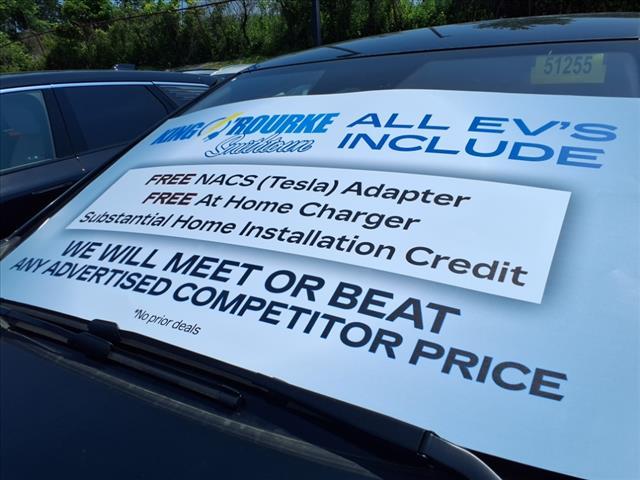 51255
KING O'ROURKE
Smithtown
ALL EV'S
INCLUDE
FREE NACS (Tesla) Adapter
FREE At Home Charger
Substantial Home Installation Credit
WE WILL MEET OR BEAT
ANY ADVERTISED COMPETITOR PRICE
*No prior deals